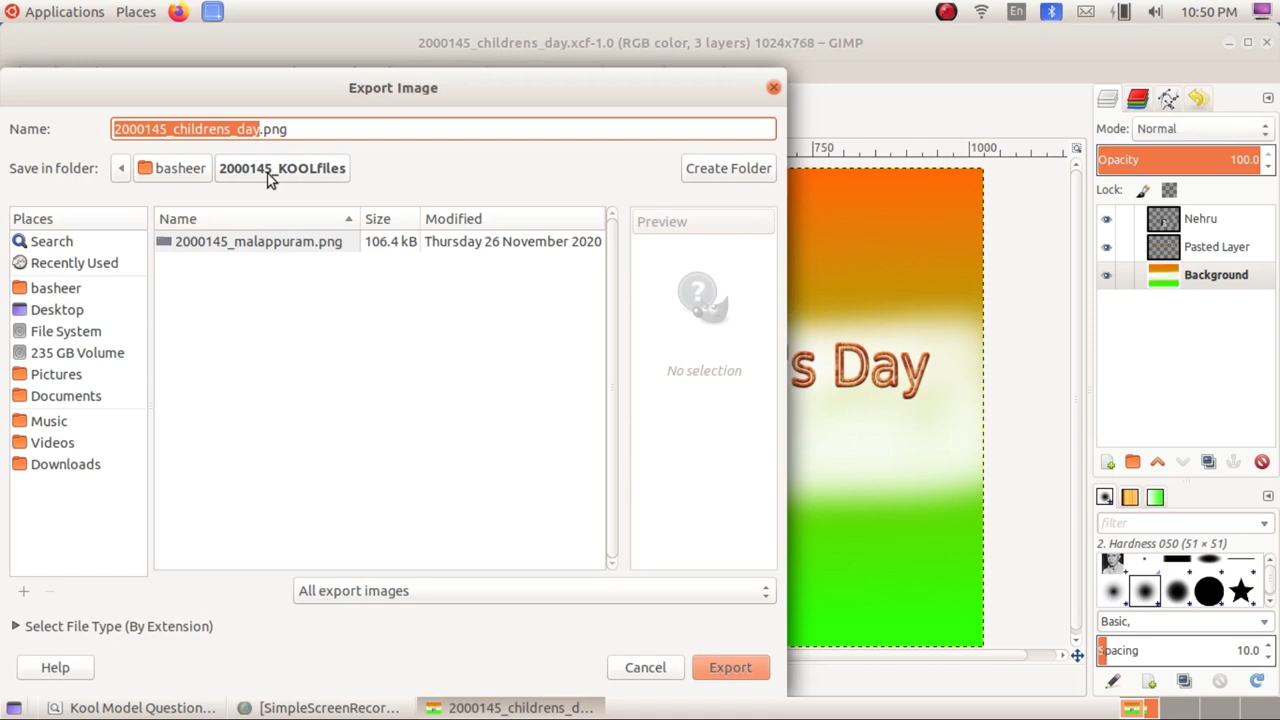 Applications Places En 10:50 PM
2000145_childrens_day.xcf-1.0 (RGB color, 3 layers) 1024x768 – GIMP
Export Image
Name: 2000145_childrens_day.png
Save in folder: basheer 2000145_KOOLfiles Create Folder
Places
Search
Recently Used
basheer
Desktop
File System
235 GB Volume
Pictures
Documents
Music
Videos
Downloads
Name Size Modified
2000145_malappuram.png 106.4 kB Thursday 26 November 2020
Preview
No selection
All export images
Select File Type (By Extension)
Help Cancel Export
750 1000
s Day
Mode: Normal
Opacity 100.0
Lock:
Nehru
Pasted Layer
Background
filter
2. Hardness 050 (51 × 51)
Basic,
Spacing 10.0
Kool Model Question... [SimpleScreenRecor... 2000145_childrens_d...